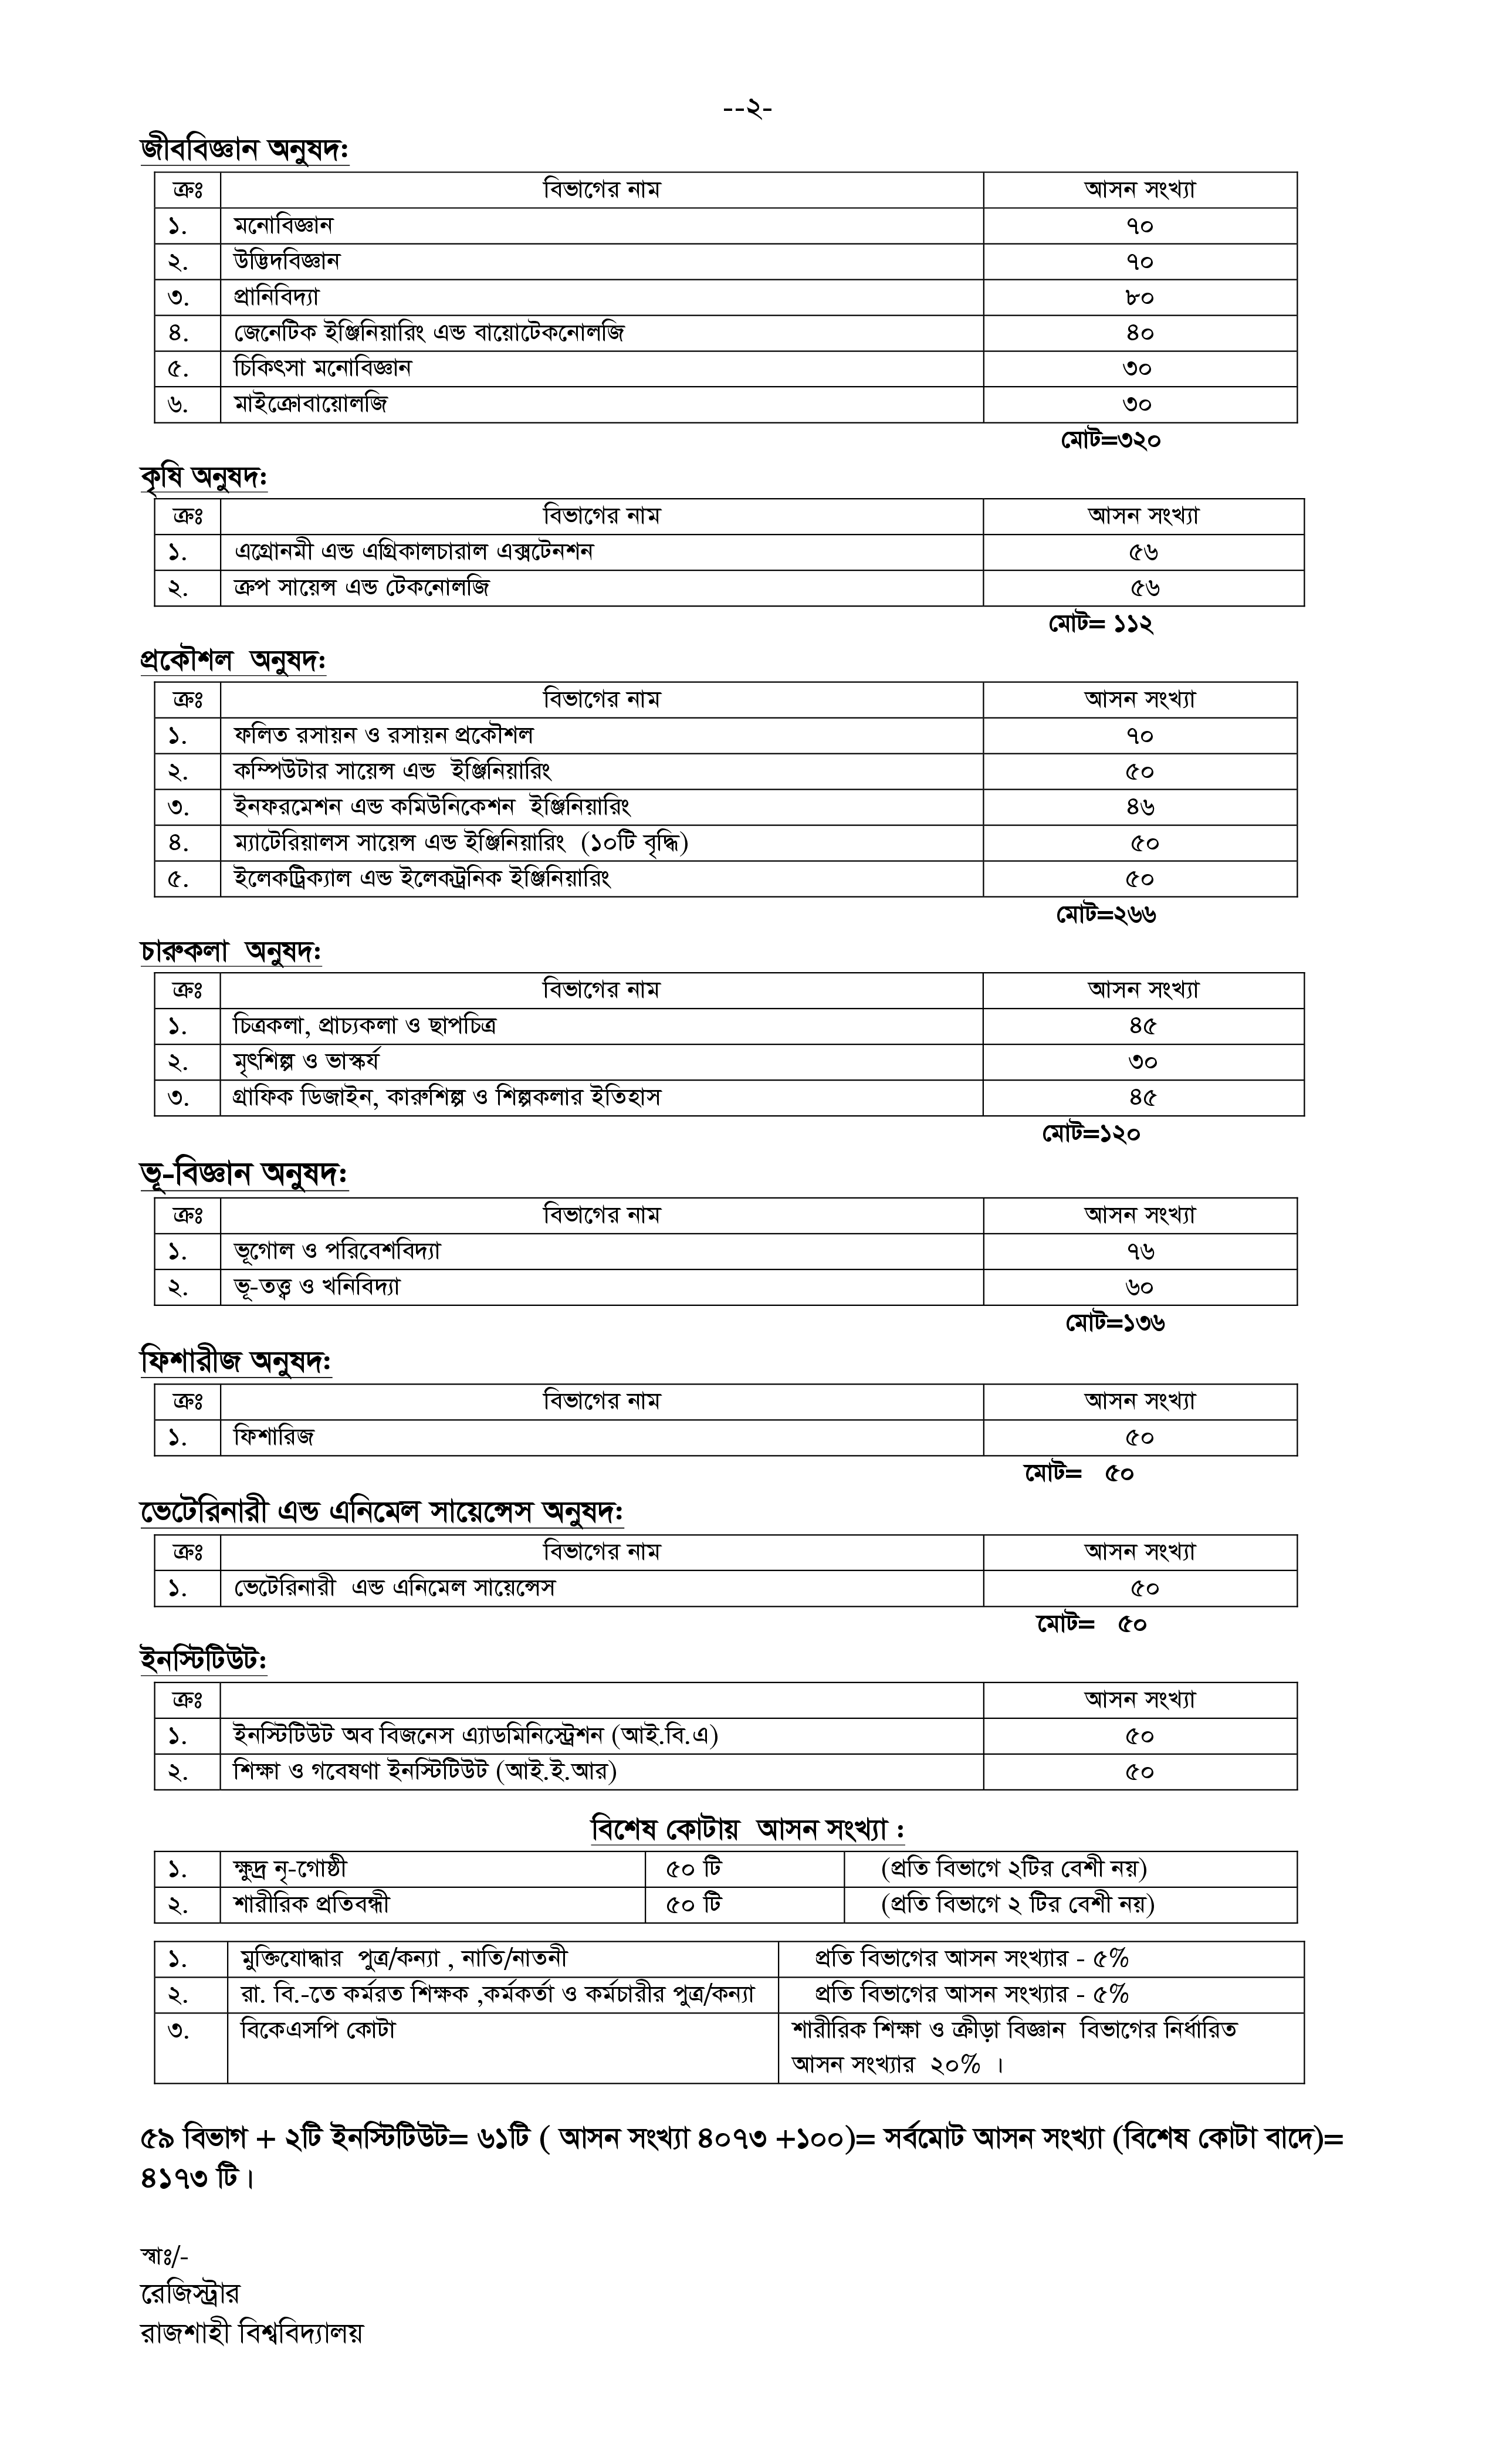 --২-
জীববিজ্ঞান অনুষদ:
ক্রঃ বিভাগের নাম আসন সংখ্যা
১. মনোবিজ্ঞান ৭০
২. উদ্ভিদবিজ্ঞান ৭০
৩. প্রানিবিদ্যা ৮০
৪. জেনেটিক ইঞ্জিনিয়ারিং এন্ড বায়োটেকনোলজি ৪০
৫. চিকিৎসা মনোবিজ্ঞান ৩০
৬. মাইক্রোবায়োলজি ৩০
মোট=৩২০
কৃষি অনুষদ:
ক্রঃ বিভাগের নাম আসন সংখ্যা
১. এগ্রোনমী এন্ড এগ্রিকালচারাল এক্সটেনশন ৫৬
২. ক্রপ সায়েন্স এন্ড টেকনোলজি ৫৬
মোট= ১১২
প্রকৌশল অনুষদ:
ক্রঃ বিভাগের নাম আসন সংখ্যা
১. ফলিত রসায়ন ও রসায়ন প্রকৌশল ৭০
২. কম্পিউটার সায়েন্স এন্ড ইঞ্জিনিয়ারিং ৫০
৩. ইনফরমেশন এন্ড কমিউনিকেশন ইঞ্জিনিয়ারিং ৪৬
৪. ম্যাটেরিয়ালস সায়েন্স এন্ড ইঞ্জিনিয়ারিং (১০টি বৃদ্ধি) ৫০
৫. ইলেকট্রিক্যাল এন্ড ইলেকট্রনিক ইঞ্জিনিয়ারিং ৫০
মোট=২৬৬
চারুকলা অনুষদ:
ক্রঃ বিভাগের নাম আসন সংখ্যা
১. চিত্রকলা, প্রাচ্যকলা ও ছাপচিত্র ৪৫
২. মৃৎশিল্প ও ভাস্কর্য ৩০
৩. গ্রাফিক ডিজাইন, কারুশিল্প ও শিল্পকলার ইতিহাস ৪৫
মোট=১২০
ভূ-বিজ্ঞান অনুষদ:
ক্রঃ বিভাগের নাম আসন সংখ্যা
১. ভূগোল ও পরিবেশবিদ্যা ৭৬
২. ভূ-তত্ত্ব ও খনিবিদ্যা ৬০
মোট=১৩৬
ফিশারীজ অনুষদ:
ক্রঃ বিভাগের নাম আসন সংখ্যা
১. ফিশারিজ ৫০
মোট= ৫০
ভেটেরিনারী এন্ড এনিমেল সায়েন্সেস অনুষদ:
ক্রঃ বিভাগের নাম আসন সংখ্যা
১. ভেটেরিনারী এন্ড এনিমেল সায়েন্সেস ৫০
মোট= ৫০
ইনস্টিটিউট:
ক্রঃ আসন সংখ্যা
১. ইনস্টিটিউট অব বিজনেস এ্যাডমিনিস্ট্রেশন (আই.বি.এ) ৫০
২. শিক্ষা ও গবেষণা ইনস্টিটিউট (আই.ই.আর) ৫০
বিশেষ কোটায় আসন সংখ্যা :
১. ক্ষুদ্র নৃ-গোষ্ঠী ৫০ টি (প্রতি বিভাগে ২টির বেশী নয়)
২. শারীরিক প্রতিবন্ধী ৫০ টি (প্রতি বিভাগে ২ টির বেশী নয়)
১. মুক্তিযোদ্ধার পুত্র/কন্যা , নাতি/নাতনী প্রতি বিভাগের আসন সংখ্যার - ৫%
২. রা. বি.-তে কর্মরত শিক্ষক ,কর্মকর্তা ও কর্মচারীর পুত্র/কন্যা প্রতি বিভাগের আসন সংখ্যার - ৫%
৩. বিকেএসপি কোটা শারীরিক শিক্ষা ও ক্রীড়া বিজ্ঞান বিভাগের নির্ধারিত
আসন সংখ্যার ২০% ।
৫৯ বিভাগ + ২টি ইনস্টিটিউট= ৬১টি ( আসন সংখ্যা ৪০৭৩ +১০০)= সর্বমোট আসন সংখ্যা (বিশেষ কোটা বাদে)=
৪১৭৩ টি।
স্বাঃ/-
রেজিস্ট্রার
রাজশাহী বিশ্ববিদ্যালয়